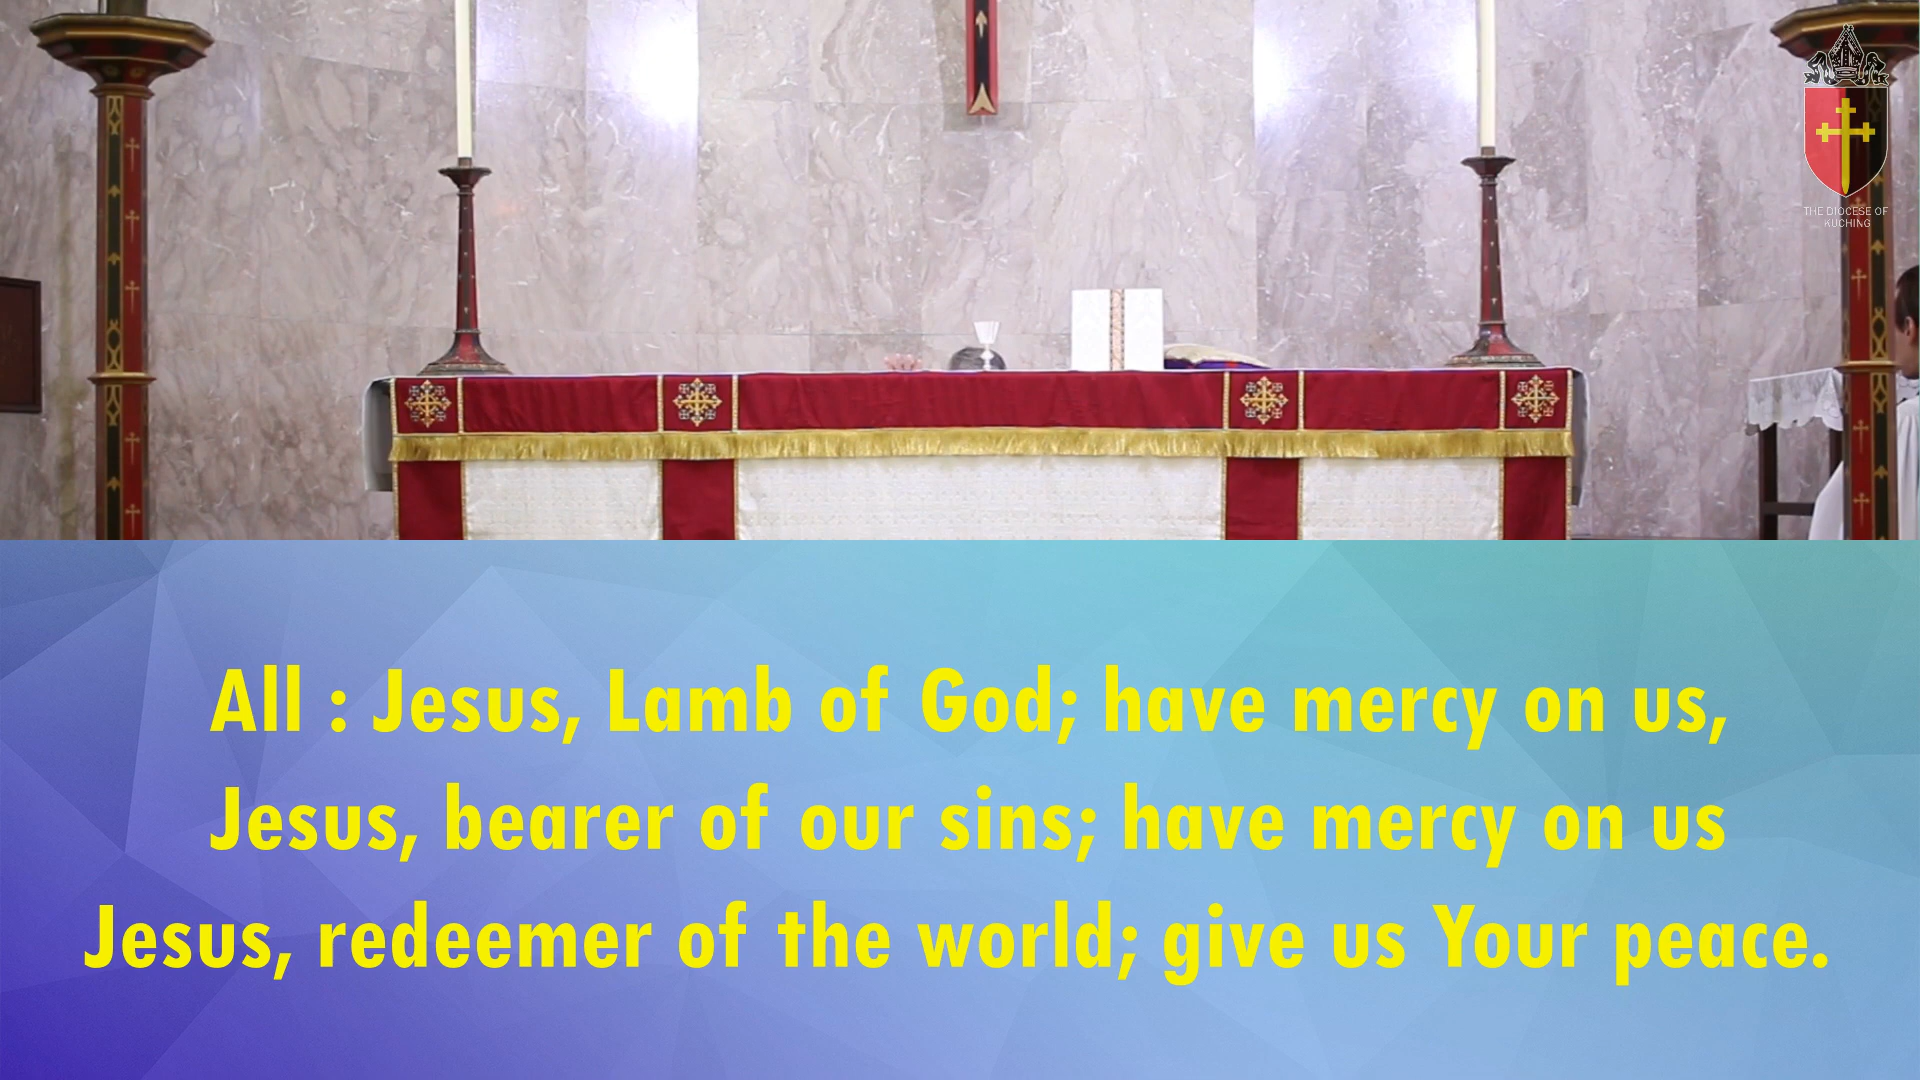 THE DIOCESE OF
KUCHING
All : Jesus, Lamb of God; have mercy on us,
Jesus, bearer of our sins; have mercy on us
Jesus, redeemer of the world; give us Your peace.